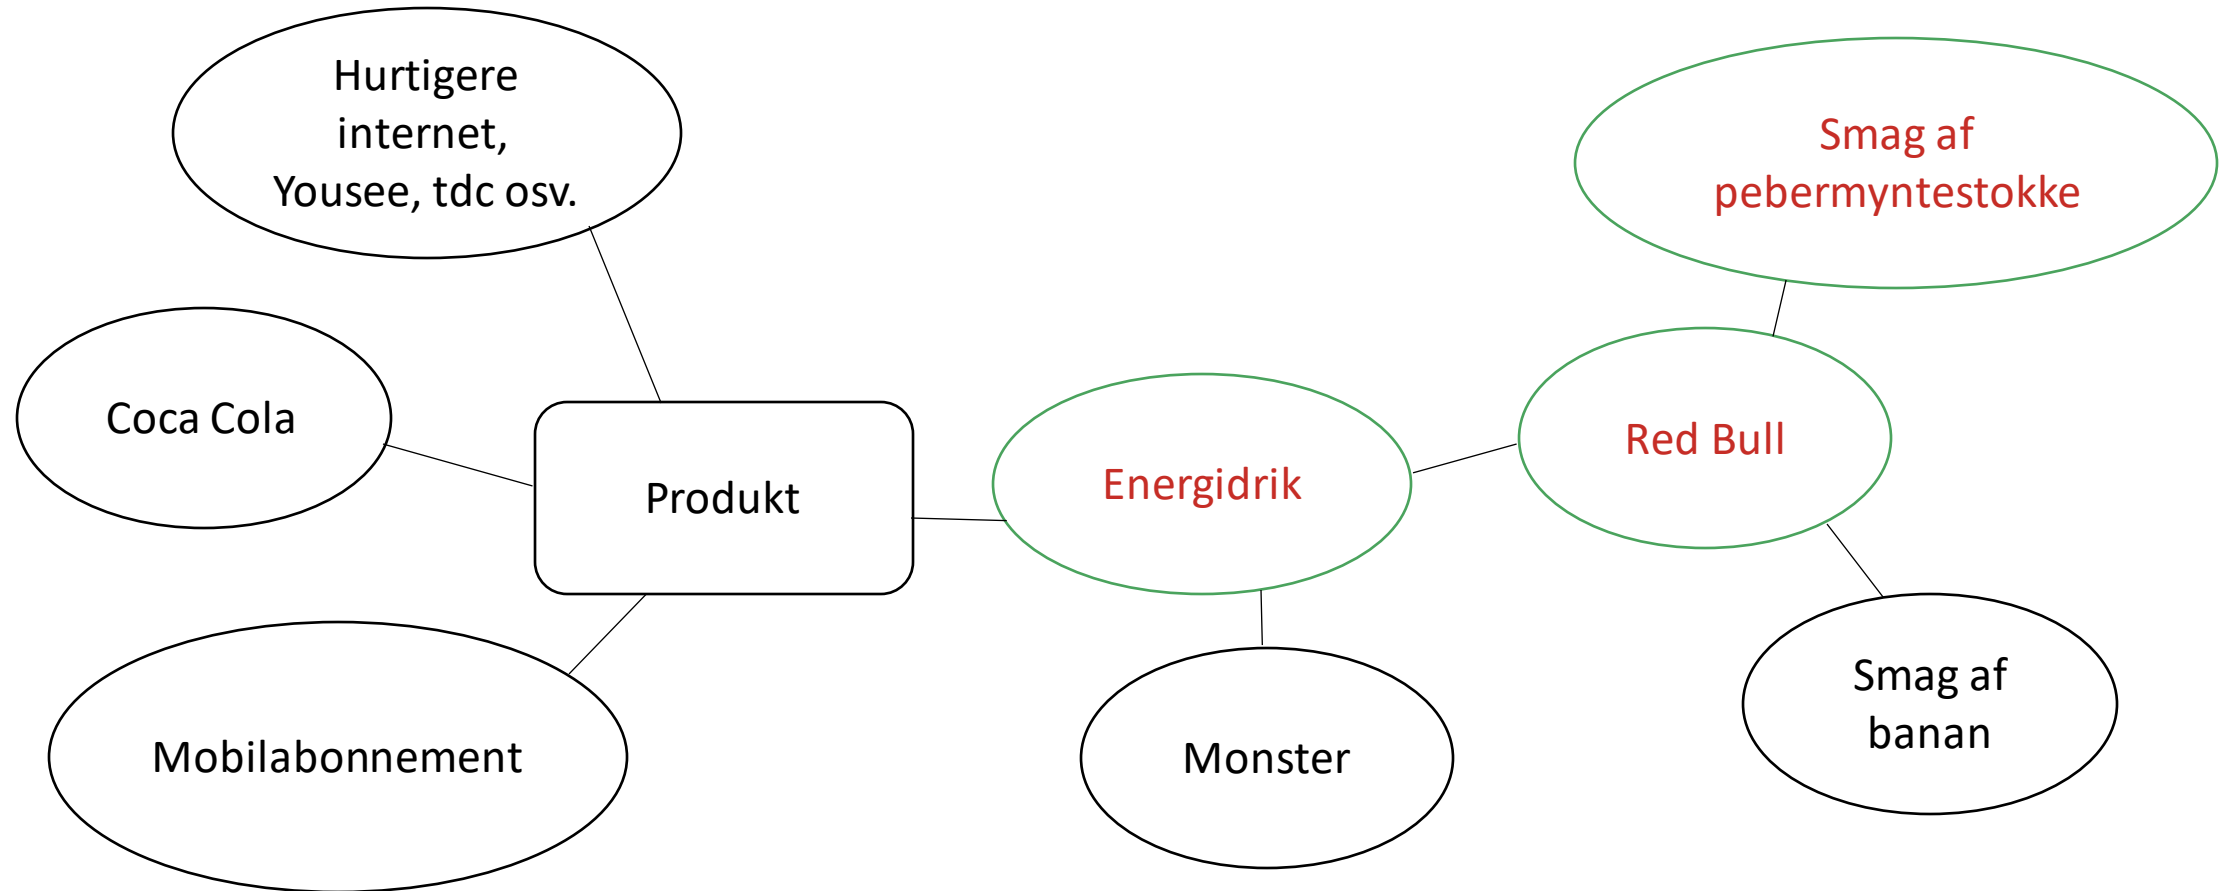 Hurtigere
internet,
Yousee, tdc osv.
Smag af
pebermyntestokke
Coca Cola
Red Bull
Energidrik
Produkt
Smag af
banan
Mobilabonnement
Monster